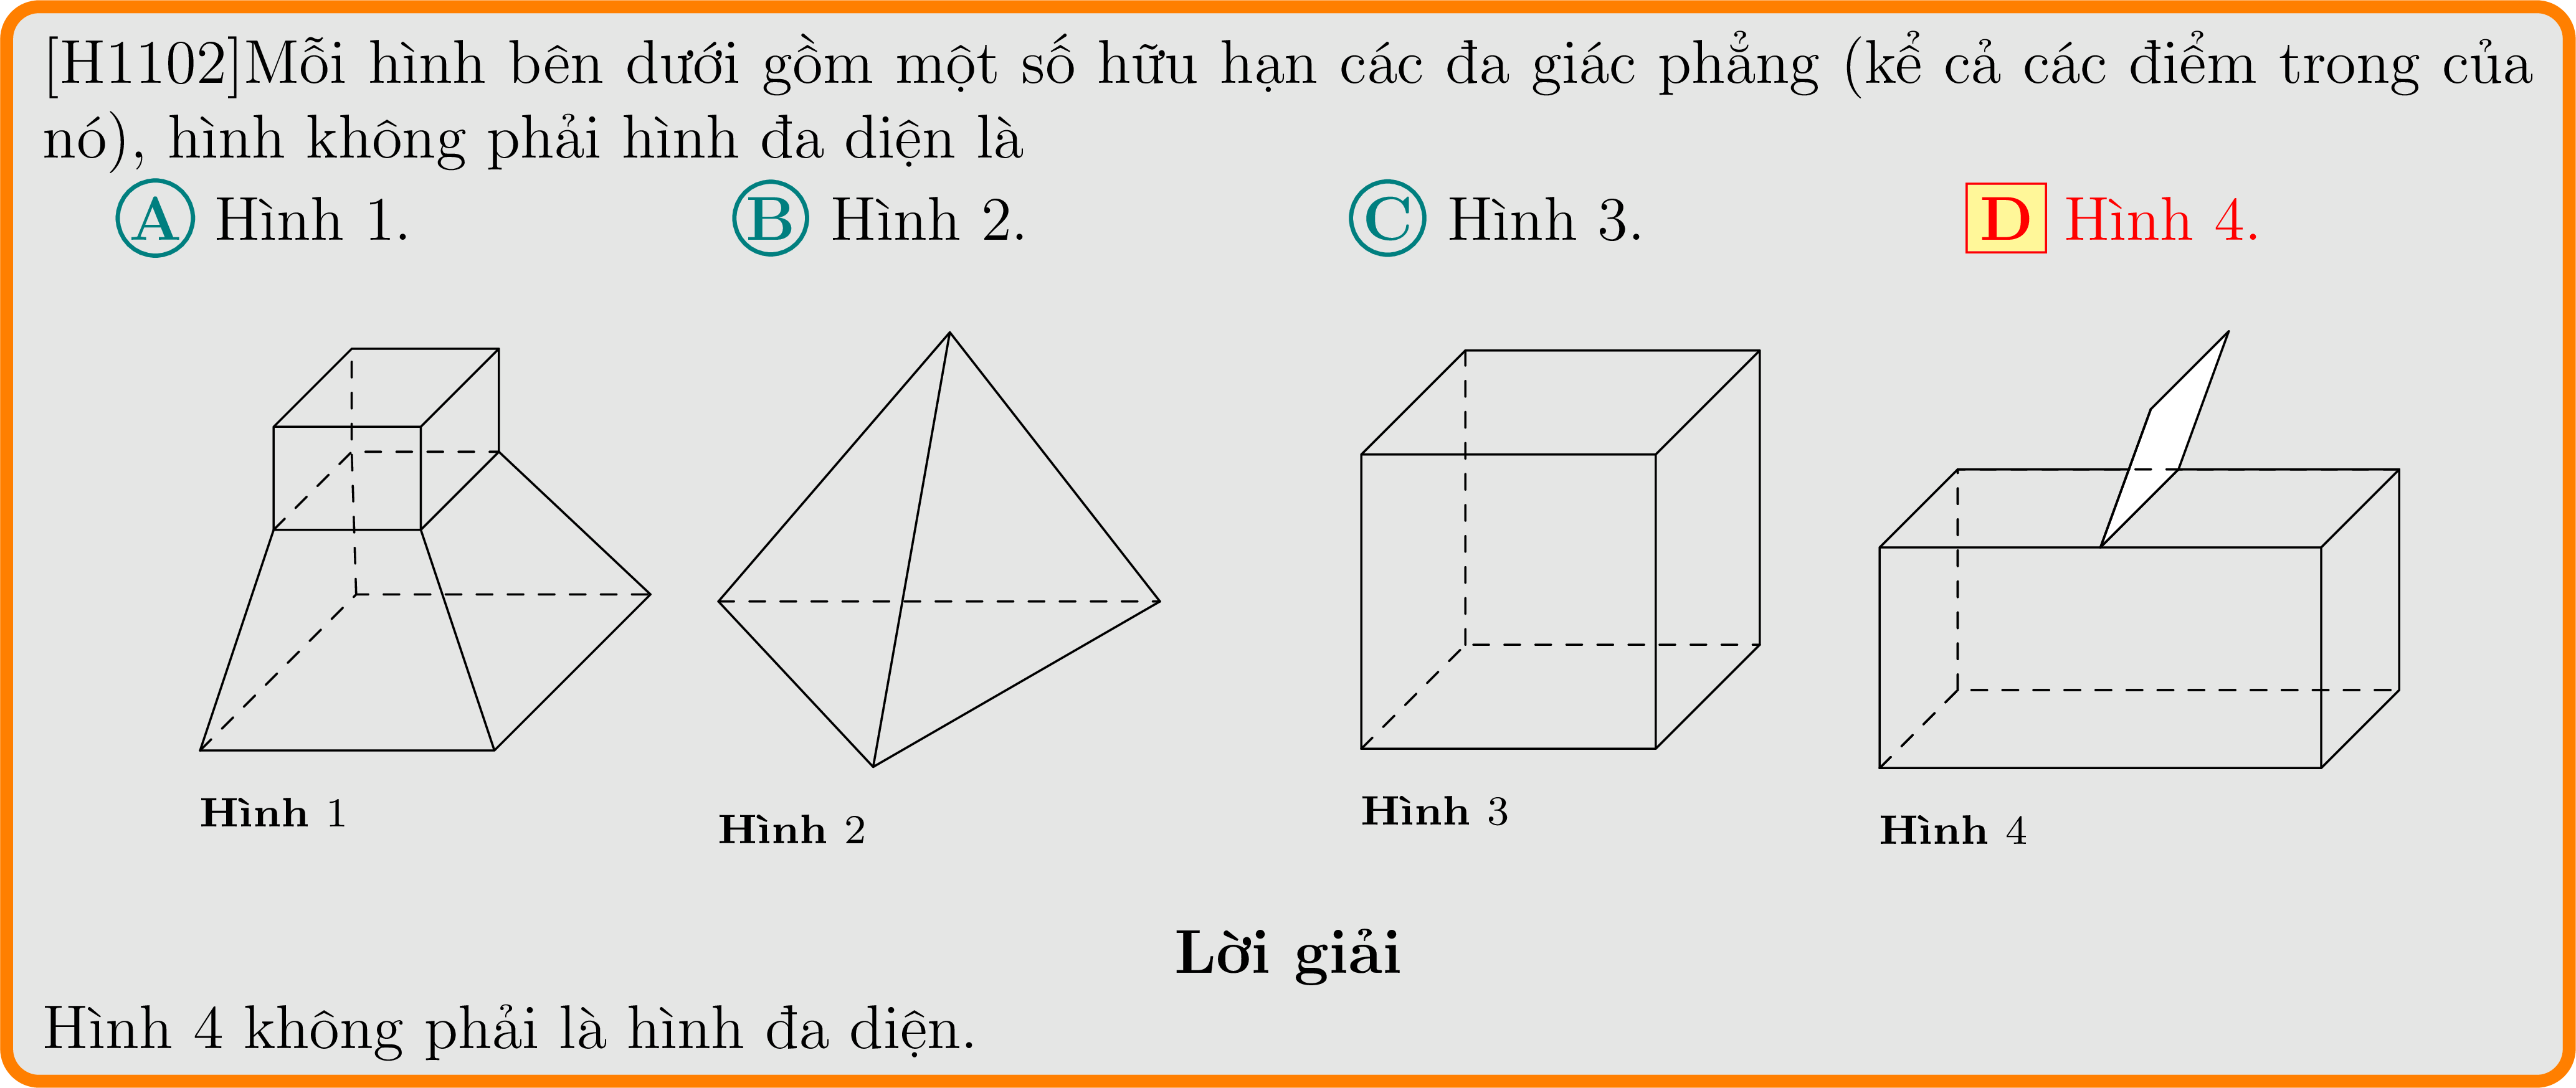 [H1102]Mỗi hình bên dưới gồm một số hữu hạn các đa giác phẳng (kể cả các điểm trong của
nó), hình không phải hình đa diện là
A Hình 1. B Hình 2. C Hình 3. D Hình 4.
Hình 1 Hình 2 Hình 3 Hình 4
Lời giải
Hình 4 không phải là hình đa diện.